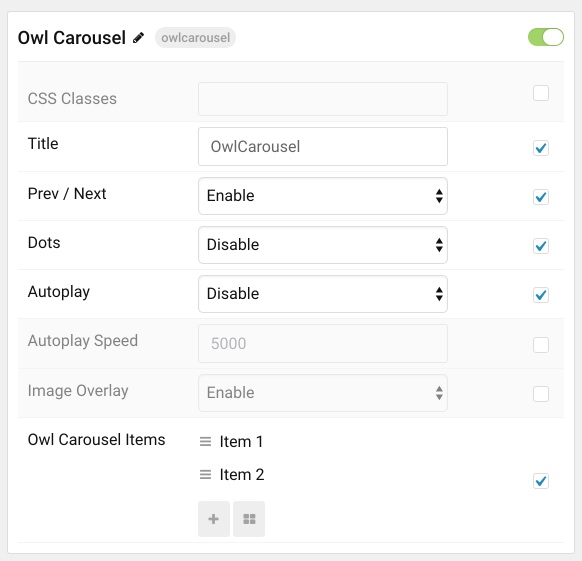 Owl Carousel owlcarousel
CSS Classes
Title OwlCarousel
Prev / Next Enable
Dots Disable
Autoplay Disable
Autoplay Speed 5000
Image Overlay Enable
Owl Carousel Items Item 1
Item 2